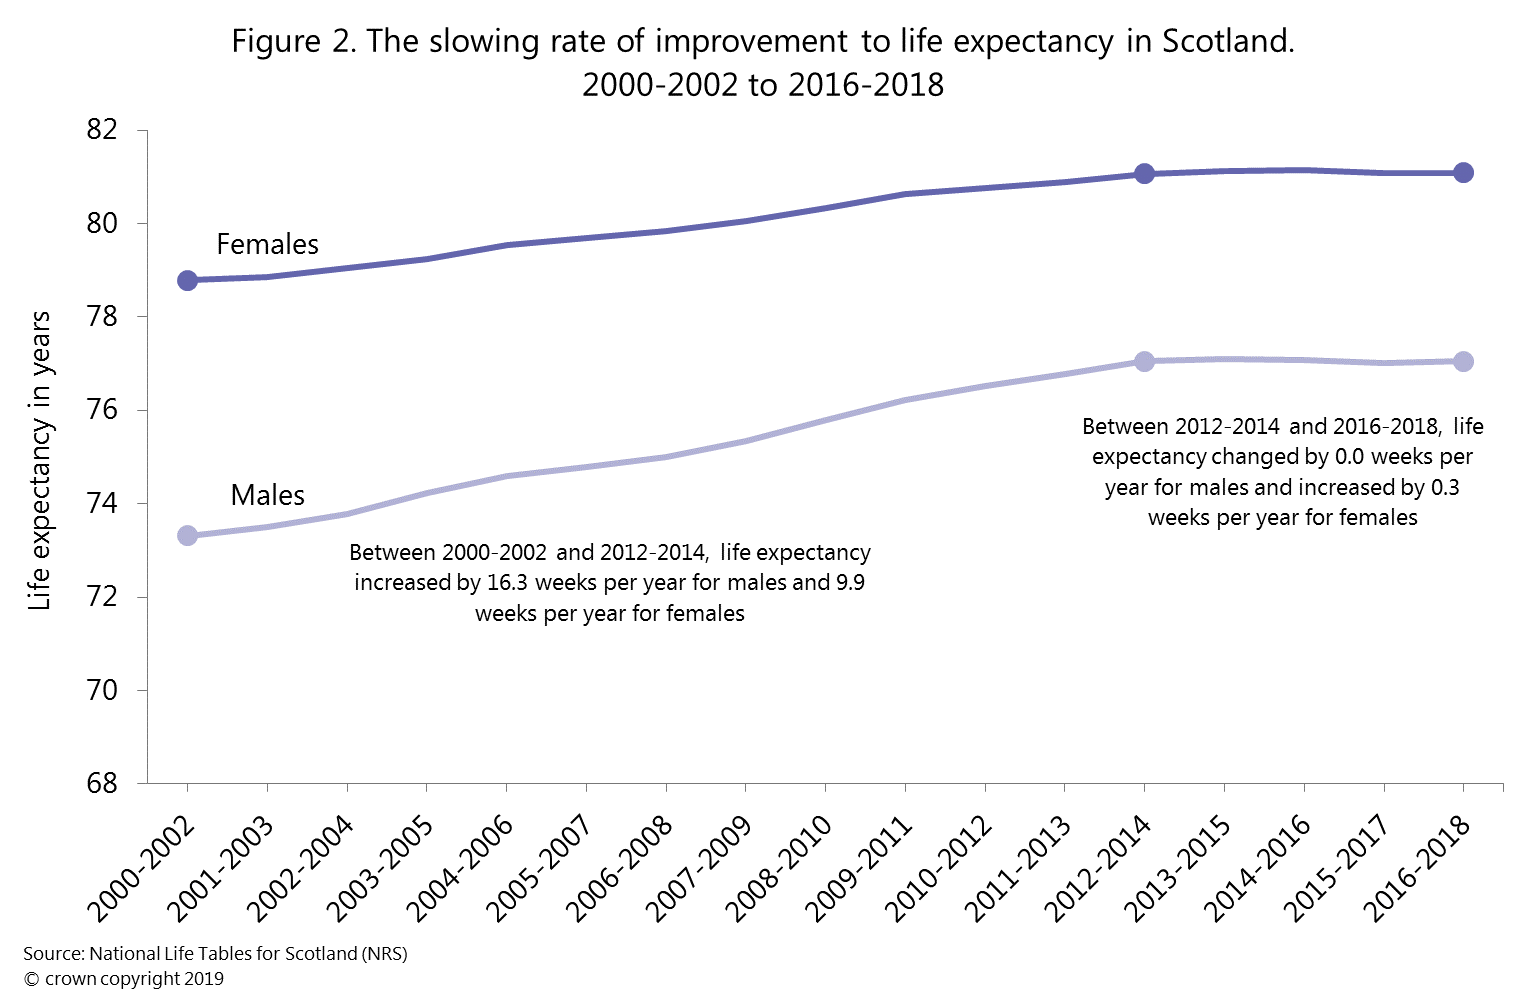 Figure 2. The slowing rate of improvement to life expectancy in Scotland.
2000-2002 to 2016-2018
Life expectancy in years
82
80
78
76
74
72
70
68
Females
Males
Between 2000-2002 and 2012-2014, life expectancy
increased by 16.3 weeks per year for males and 9.9
weeks per year for females
Between 2012-2014 and 2016-2018, life
expectancy changed by 0.0 weeks per
year for males and increased by 0.3
weeks per year for females
2000-2002
2001-2003
2002-2004
2003-2005
2004-2006
2005-2007
2006-2008
2007-2009
2008-2010
2009-2011
2010-2012
2011-2013
2012-2014
2013-2015
2014-2016
2015-2017
2016-2018
Source: National Life Tables for Scotland (NRS)
© crown copyright 2019